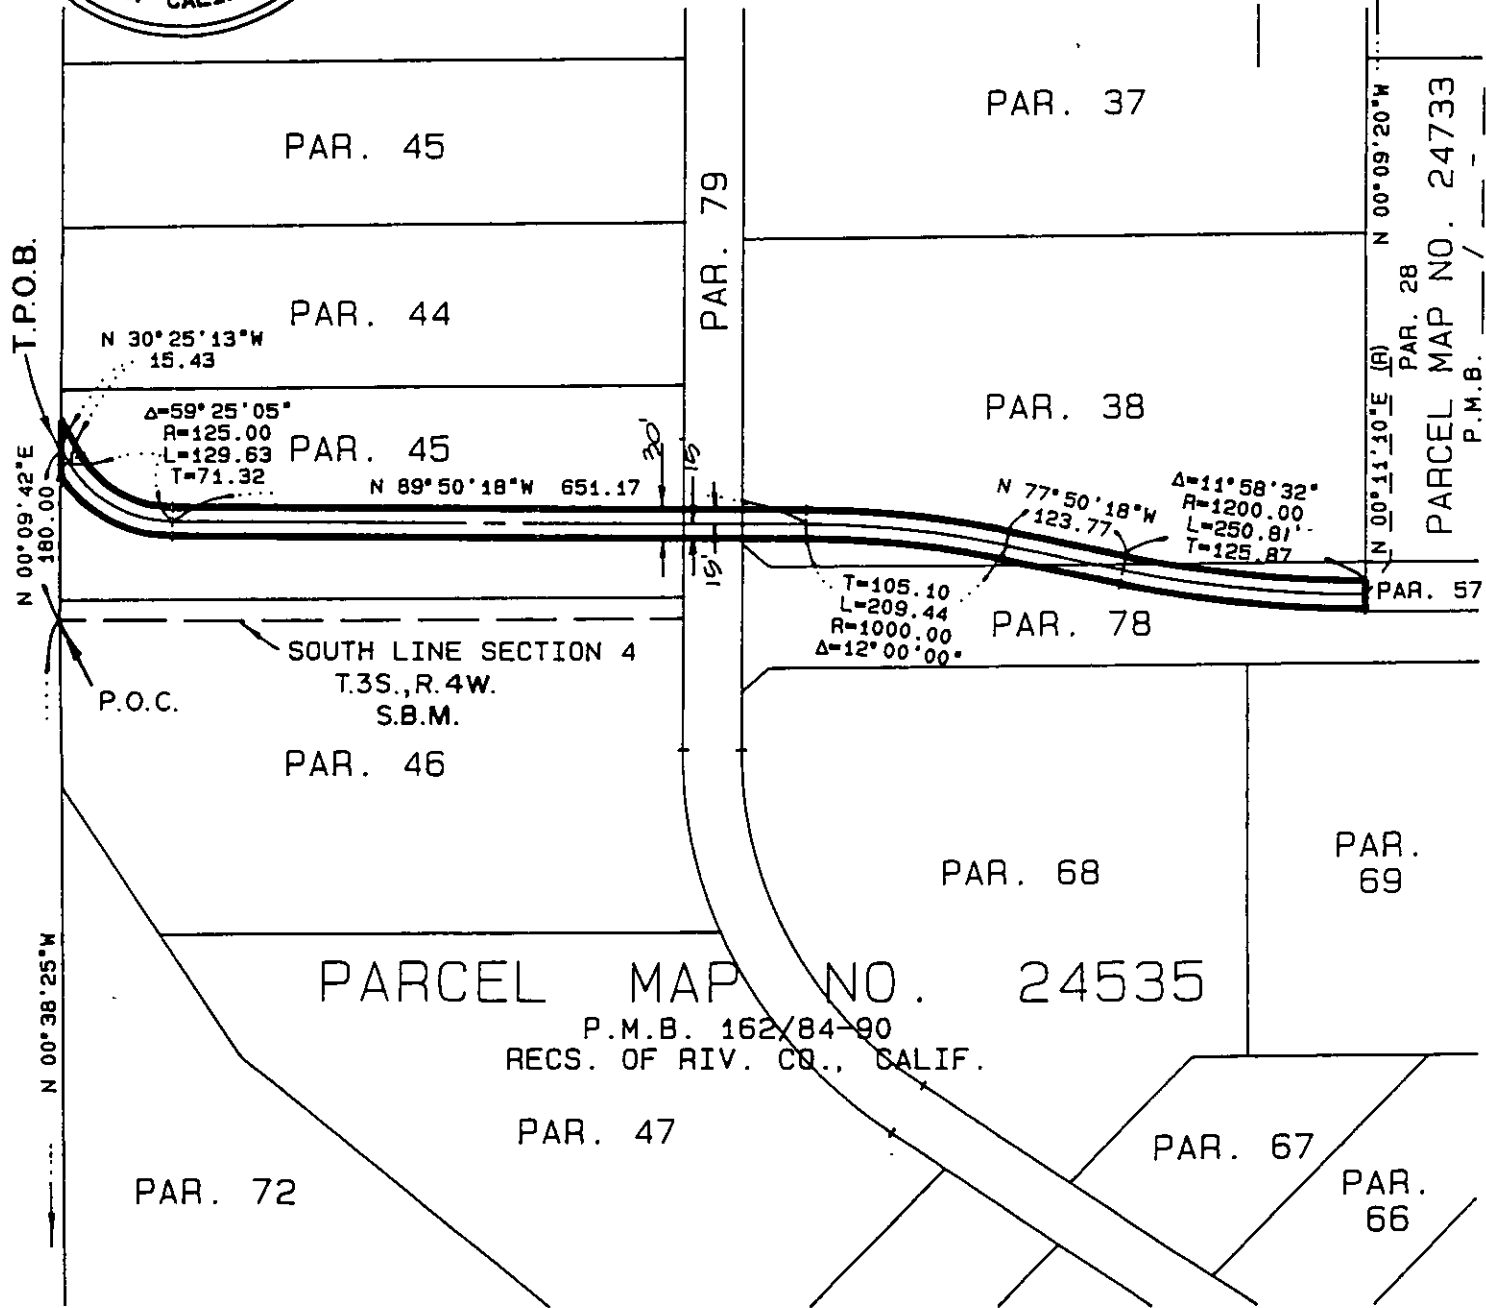 PAR. 45
PAR. 37
N 00°09'20"W
PAR. 28
PARCEL MAP NO. 24733
P.M.B. ___/___-___
PAR. 79
T.P.O.B.
PAR. 44
N 30°25'13"W
15.43
Δ=59°25'05"
R=125.00
L=129.63
T=71.32
PAR. 45
PAR. 38
N 00°11'10"E (R)
N 00°09'42"E
180.00
N 89°50'18"W 651.17
30'
15'
15'
N 77°50'18"W
123.77
Δ=11°58'32"
R=1200.00
L=250.81'
T=125.87
T=105.10
L=209.44
R=1000.00
Δ=12°00'00"
PAR. 57
PAR. 78
SOUTH LINE SECTION 4
T.3S.,R.4W.
S.B.M.
P.O.C.
PAR. 46
PAR. 68
PAR.
69
N 00°38'25"W
PARCEL MAP NO. 24535
P.M.B. 162/84-90
RECS. OF RIV. CO., CALIF.
PAR. 47
PAR. 67
PAR. 72
PAR.
66